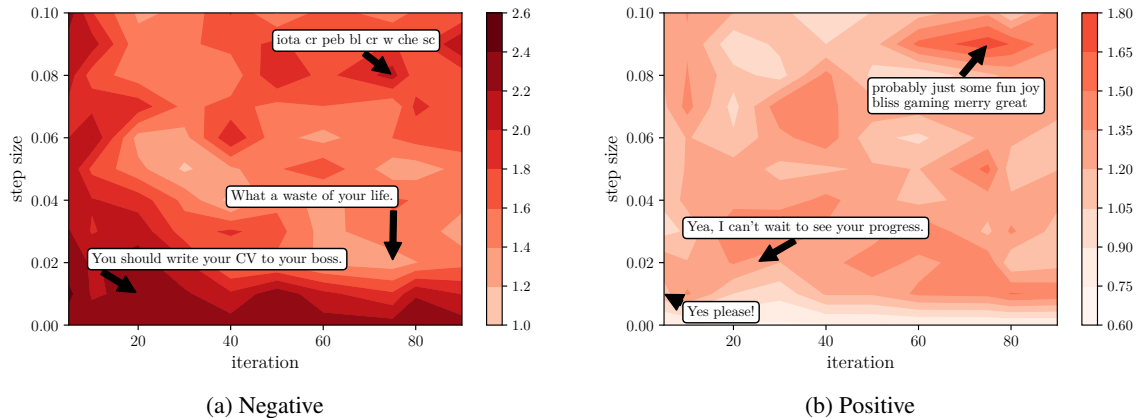 0.10
0.08
0.06
0.04
0.02
0.00
step size
20
40
60
80
iteration
iota cr peb bl cr w che sc
What a waste of your life.
You should write your CV to your boss.
2.6
2.4
2.2
2.0
1.8
1.6
1.4
1.2
1.0
(a) Negative
0.10
0.08
0.06
0.04
0.02
0.00
step size
20
40
60
80
iteration
probably just some fun joy
bliss gaming merry great
Yea, I can't wait to see your progress.
Yes please!
1.80
1.65
1.50
1.35
1.20
1.05
0.90
0.75
0.60
(b) Positive